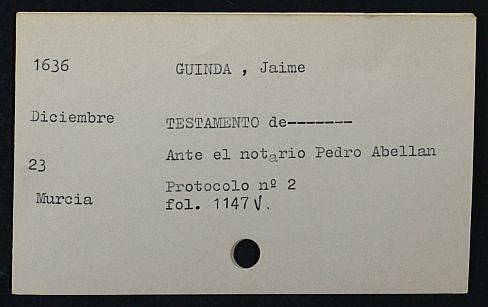 1636 GUINDA , Jaime
Diciembre TESTAMENTO de-------
23 Ante el notario Pedro Abellan
Murcia Protocolo nº 2
fol. 1147 V.